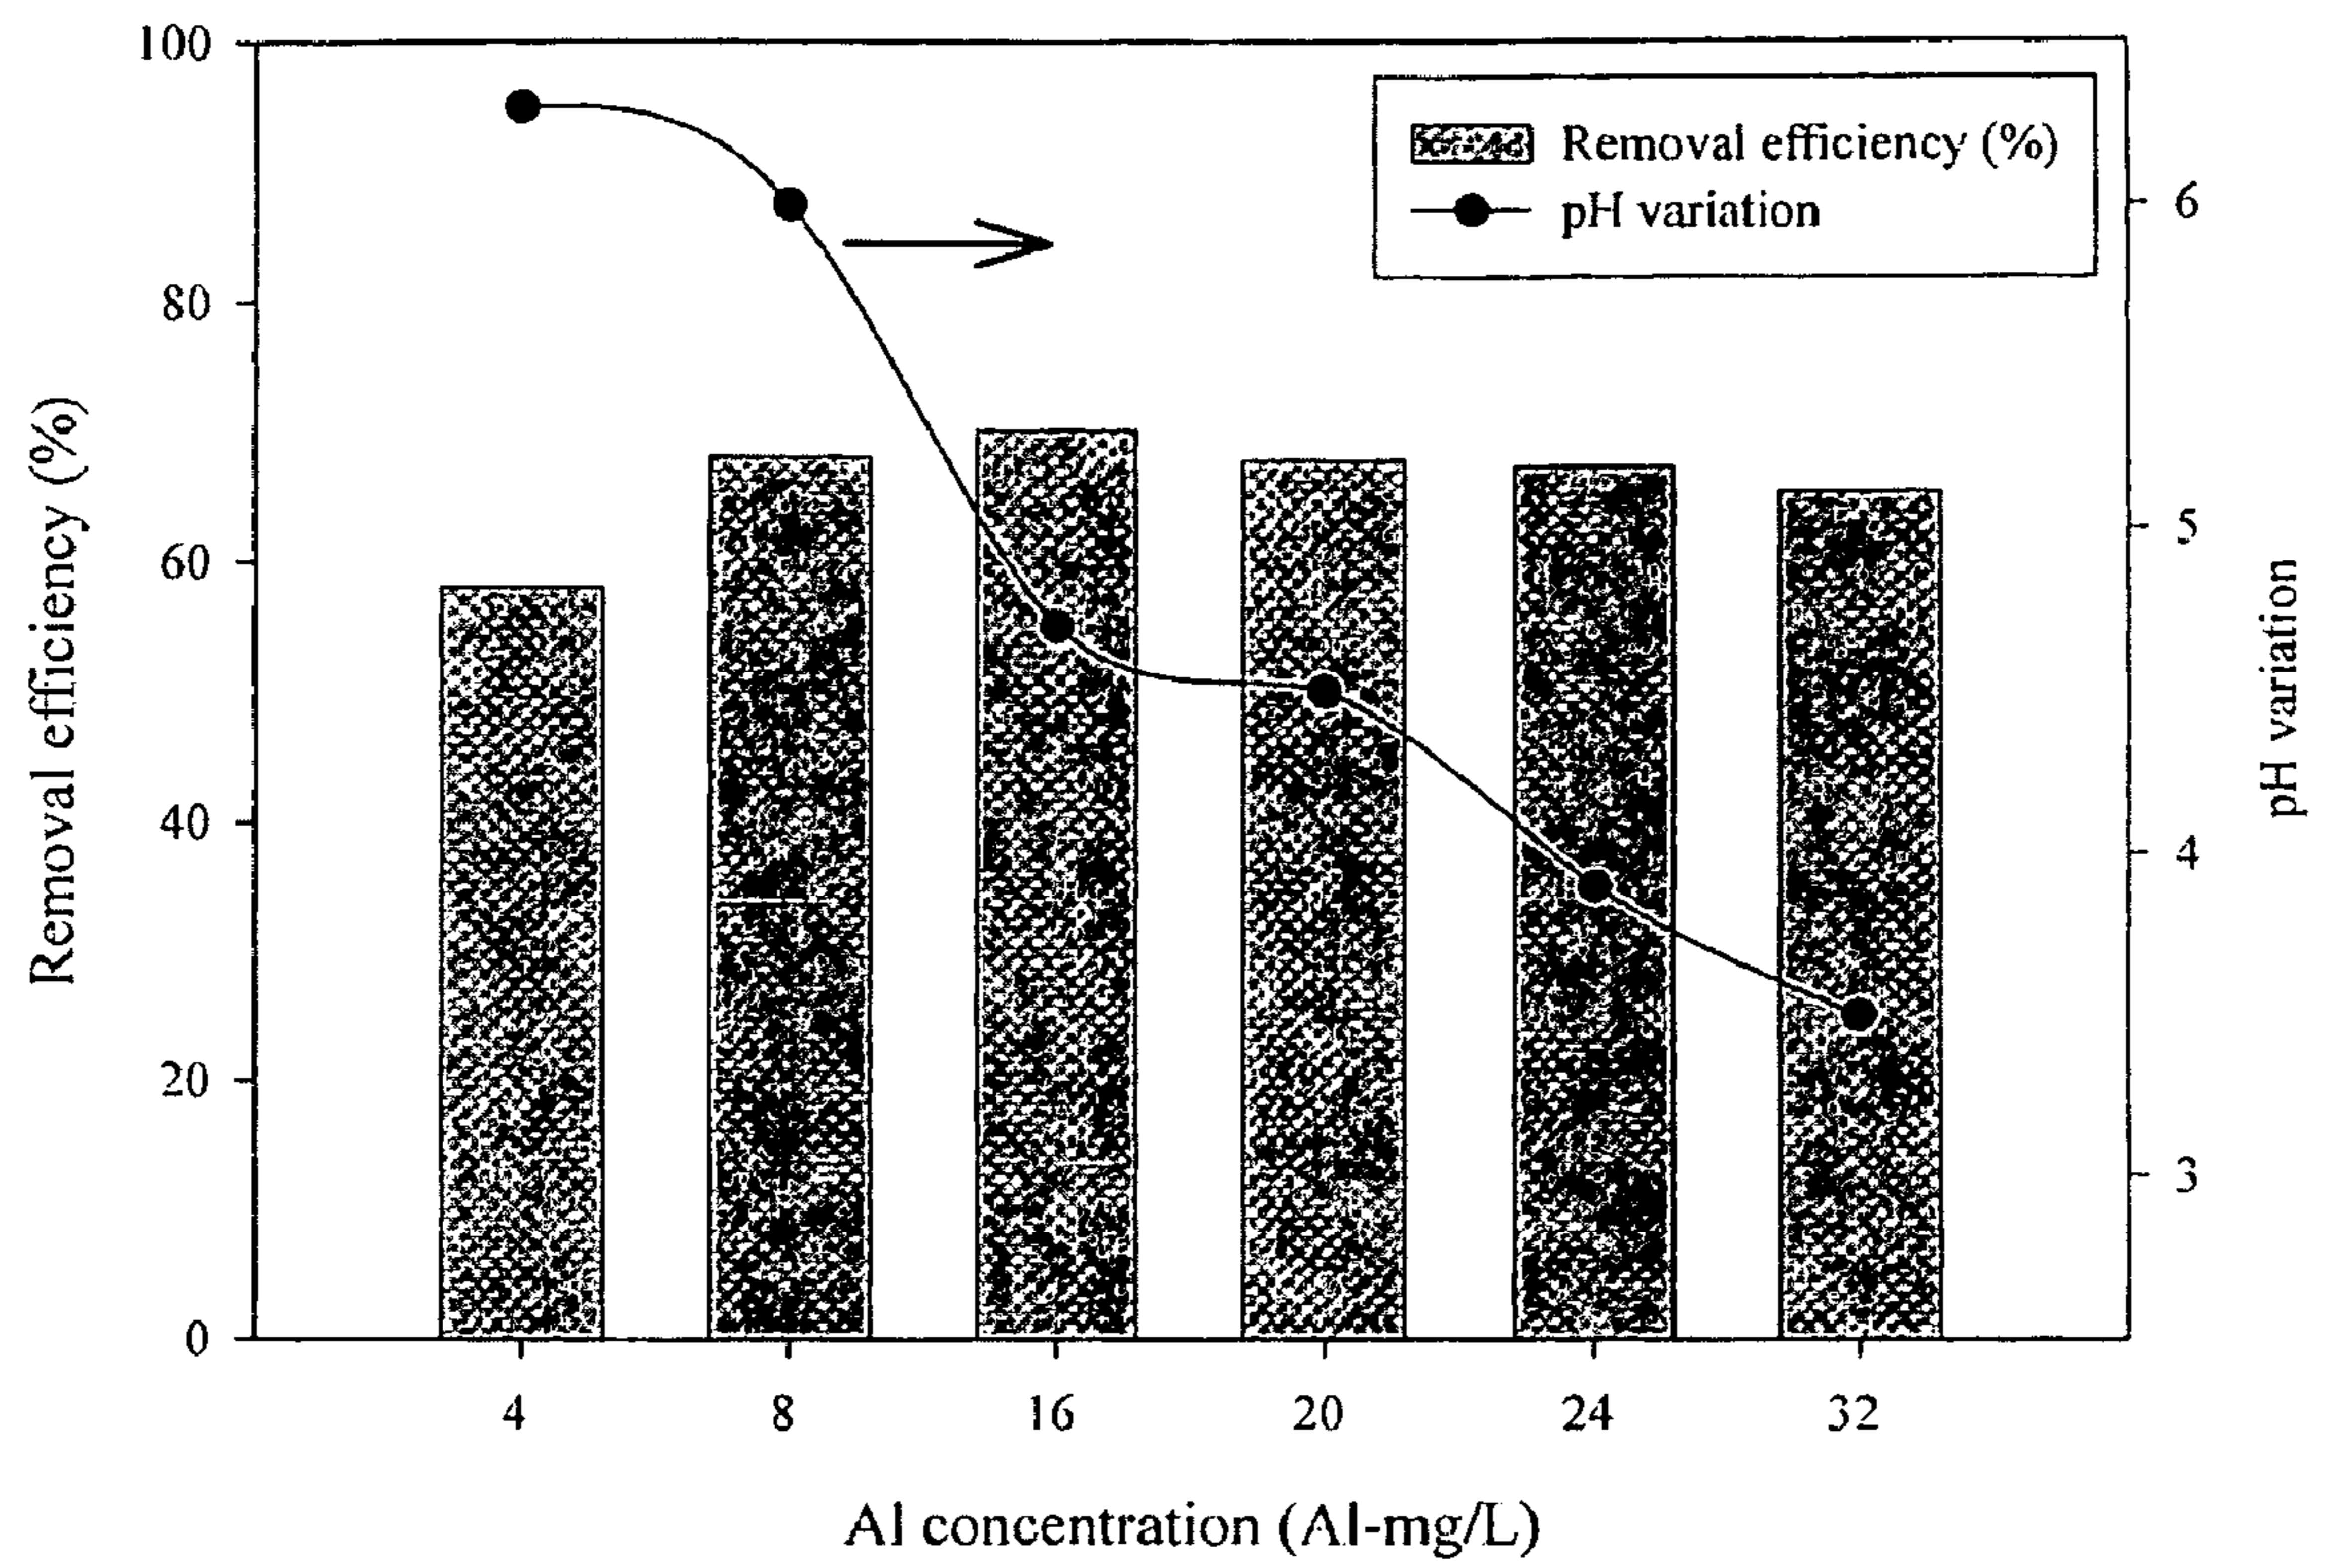 100
80
60
40
20
0
Removal efficiency (%)
Removal efficiency (%)
pH variation
6
5
4
3
pH variation
4 8 16 20 24 32
Al concentration (Al-mg/L)